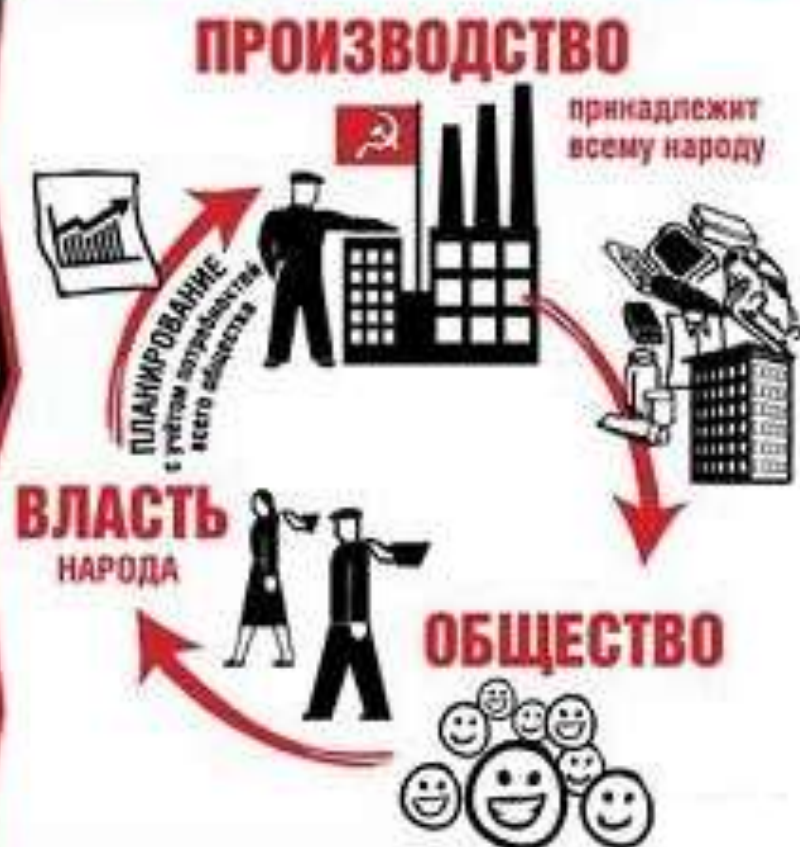 ПРОИЗВОДСТВО
принадлежит
всему народу
ПЛАНИРОВАНИЕ
с учётом потребностей
всего общества
ВЛАСТЬ
НАРОДА
ОБЩЕСТВО